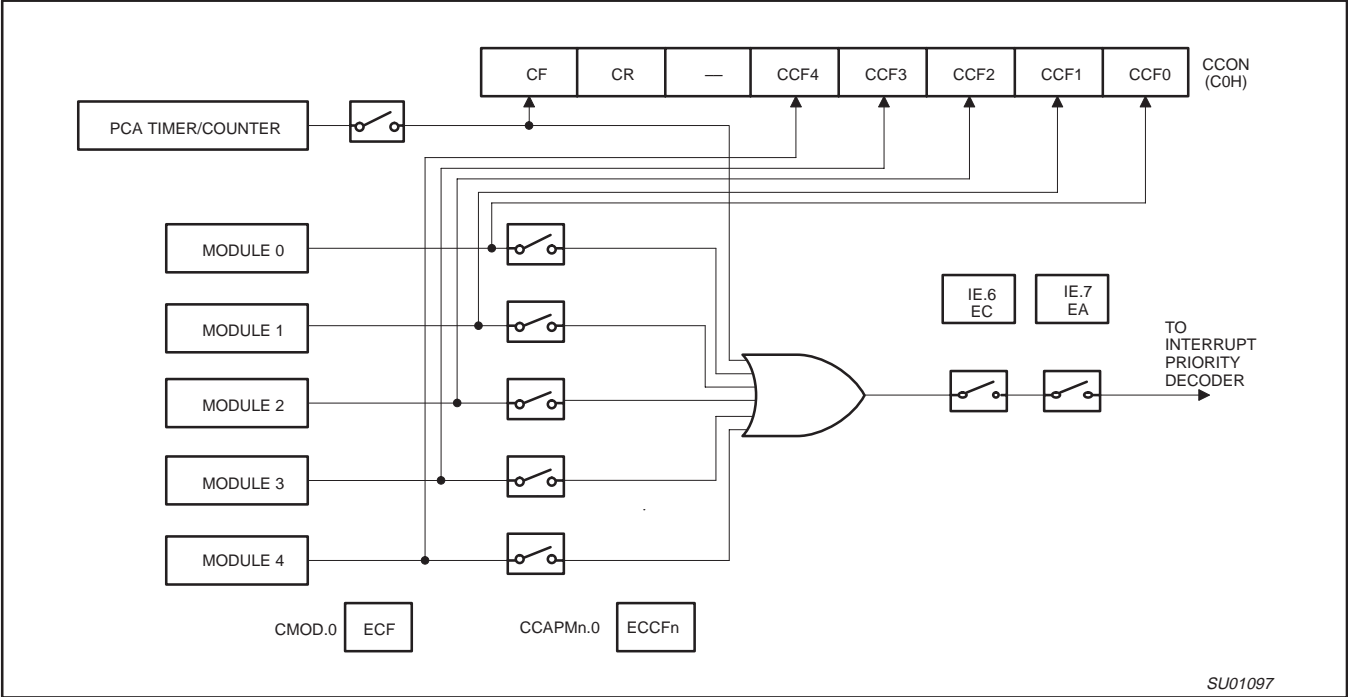 CF CR — CCF4 CCF3 CCF2 CCF1 CCF0
CCON
(C0H)
PCA TIMER/COUNTER
MODULE 0
MODULE 1
MODULE 2
MODULE 3
MODULE 4
IE.6
EC
IE.7
EA
TO
INTERRUPT
PRIORITY
DECODER
CMOD.0 ECF
CCAPMn.0 ECCFn
SU01097